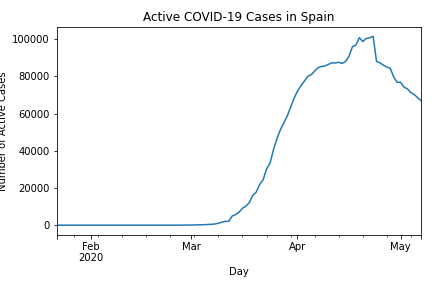 Active COVID-19 Cases in Spain
100000
80000
60000
40000
20000
0
Number of Active Cases
Feb
2020
Mar
Apr
May
Day